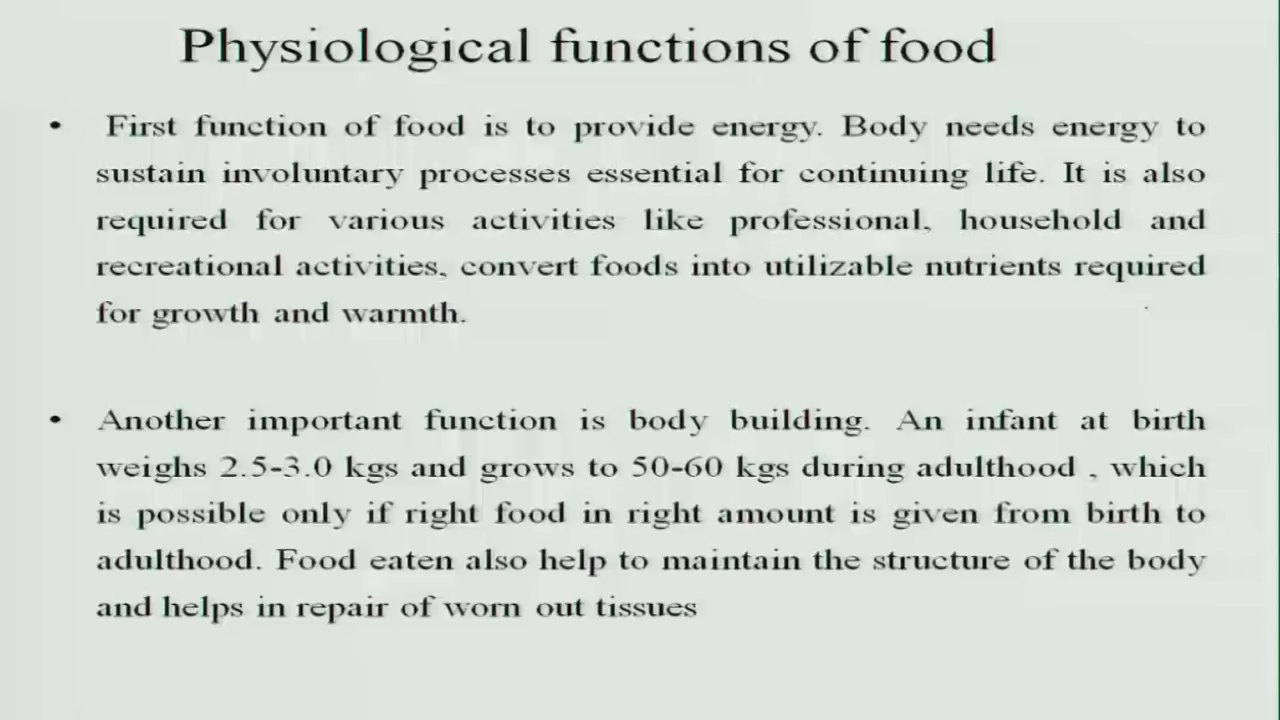 Physiological functions of food
• First function of food is to provide energy. Body needs energy to
sustain involuntary processes essential for continuing life. It is also
required for various activities like professional, household and
recreational activities, convert foods into utilizable nutrients required
for growth and warmth.
• Another important function is body building. An infant at birth
weighs 2.5-3.0 kgs and grows to 50-60 kgs during adulthood , which
is possible only if right food in right amount is given from birth to
adulthood. Food eaten also help to maintain the structure of the body
and helps in repair of worn out tissues